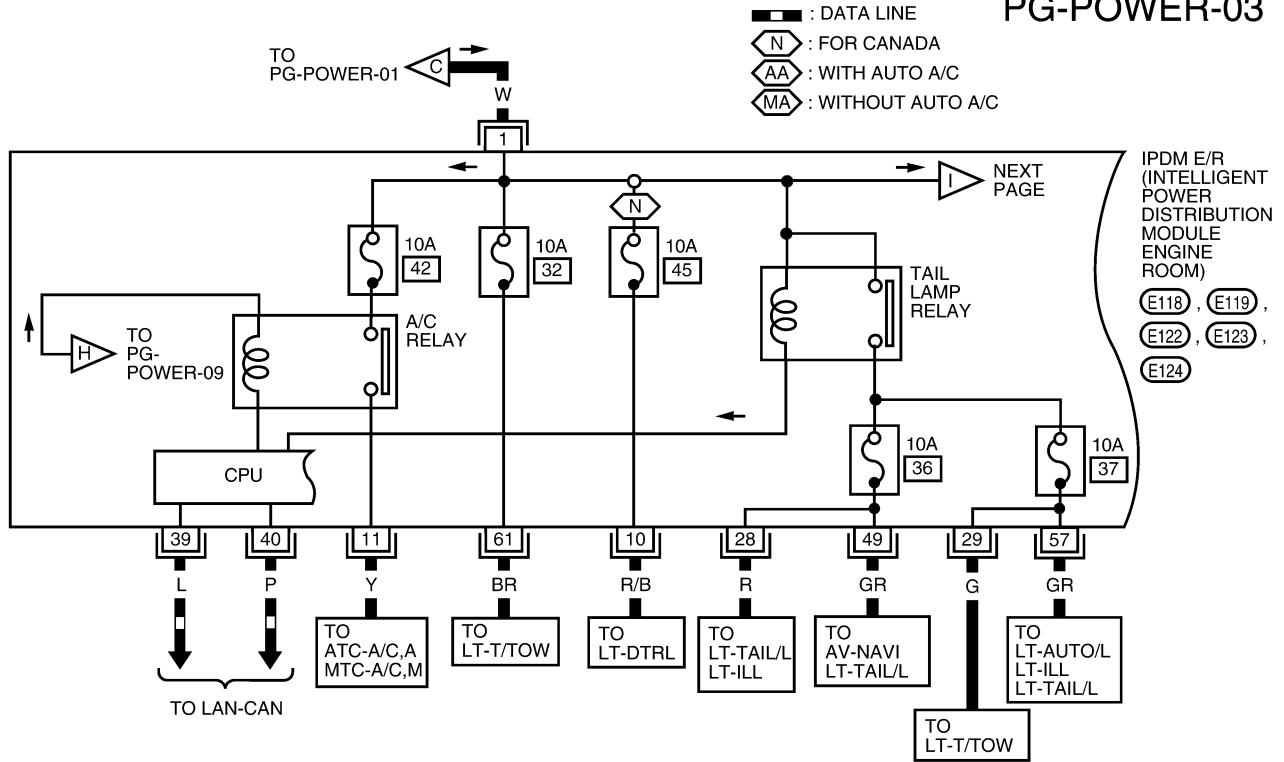 PG-POWER-03
: DATA LINE
N : FOR CANADA
AA : WITH AUTO A/C
MA : WITHOUT AUTO A/C
TO
PG-POWER-01
C
W
1
I
NEXT
PAGE
IPDM E/R
(INTELLIGENT
POWER
DISTRIBUTION
MODULE
ENGINE
ROOM)
E118 , E119 ,
E122 , E123 ,
E124
N
10A
42
10A
32
10A
45
TAIL
LAMP
RELAY
A/C
RELAY
H
TO
PG-
POWER-09
CPU
10A
36
10A
37
39 40 11 61 10 28 49 29 57
L P Y BR R/B R GR G GR
TO
ATC-A/C,A
MTC-A/C,M
TO
LT-T/TOW
TO
LT-DTRL
TO
LT-TAIL/L
LT-ILL
TO
AV-NAVI
LT-TAIL/L
TO
LT-AUTO/L
LT-ILL
LT-TAIL/L
TO LAN-CAN
TO
LT-T/TOW